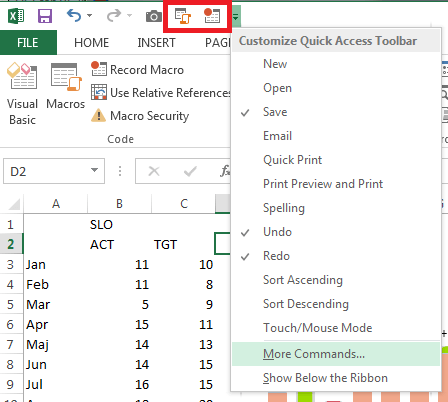 Customize Quick Access Toolbar
New
Open
Save
Email
Quick Print
Print Preview and Print
Spelling
Undo
Redo
Sort Ascending
Sort Descending
Touch/Mouse Mode
More Commands...
Show Below the Ribbon
FILE HOME INSERT PAG
Visual Basic
Macros
Record Macro
Use Relative References
Macro Security
Code
D2 fx
A B C
1 SLO
2 ACT TGT
3 Jan 11 10
4 Feb 11 8
5 Mar 5 9
6 Apr 15 11
7 Maj 14 13
8 Jun 14 15
9 Jul 16 15